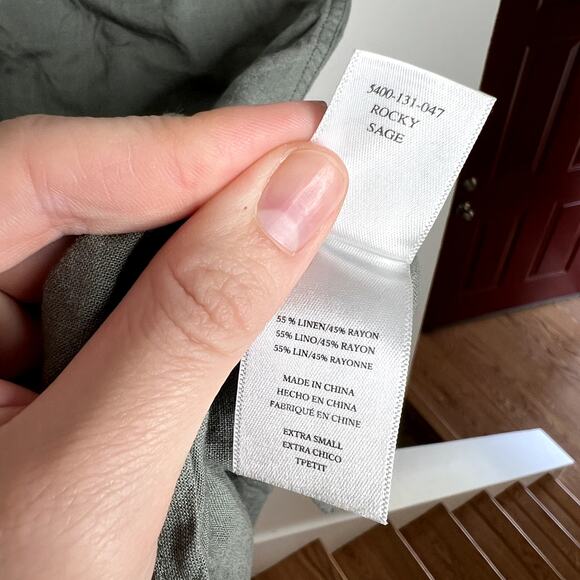 5400-131-047
ROCKY
SAGE
55 % LINEN/45% RAYON
55% LINO/45% RAYON
55% LIN/45% RAYONNE
MADE IN CHINA
HECHO EN CHINA
FABRIQUÉ EN CHINE
EXTRA SMALL
EXTRA CHICO
TPETIT